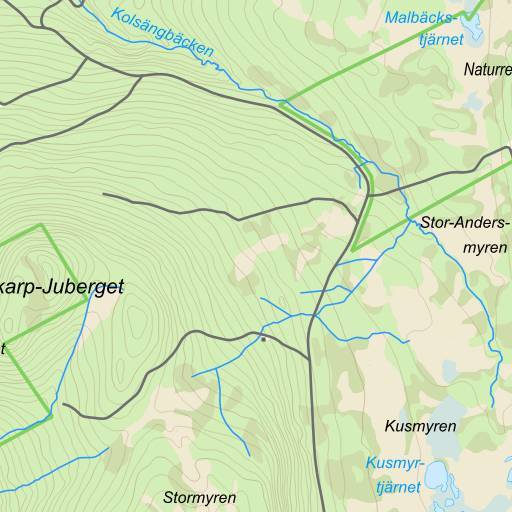 Kolsängbäcken
Malbäcks-
tjärnet
Naturre
Stor-Anders-
myren
karp-Juberget
t
Kusmyren
Kusmyr-
tjärnet
Stormyren